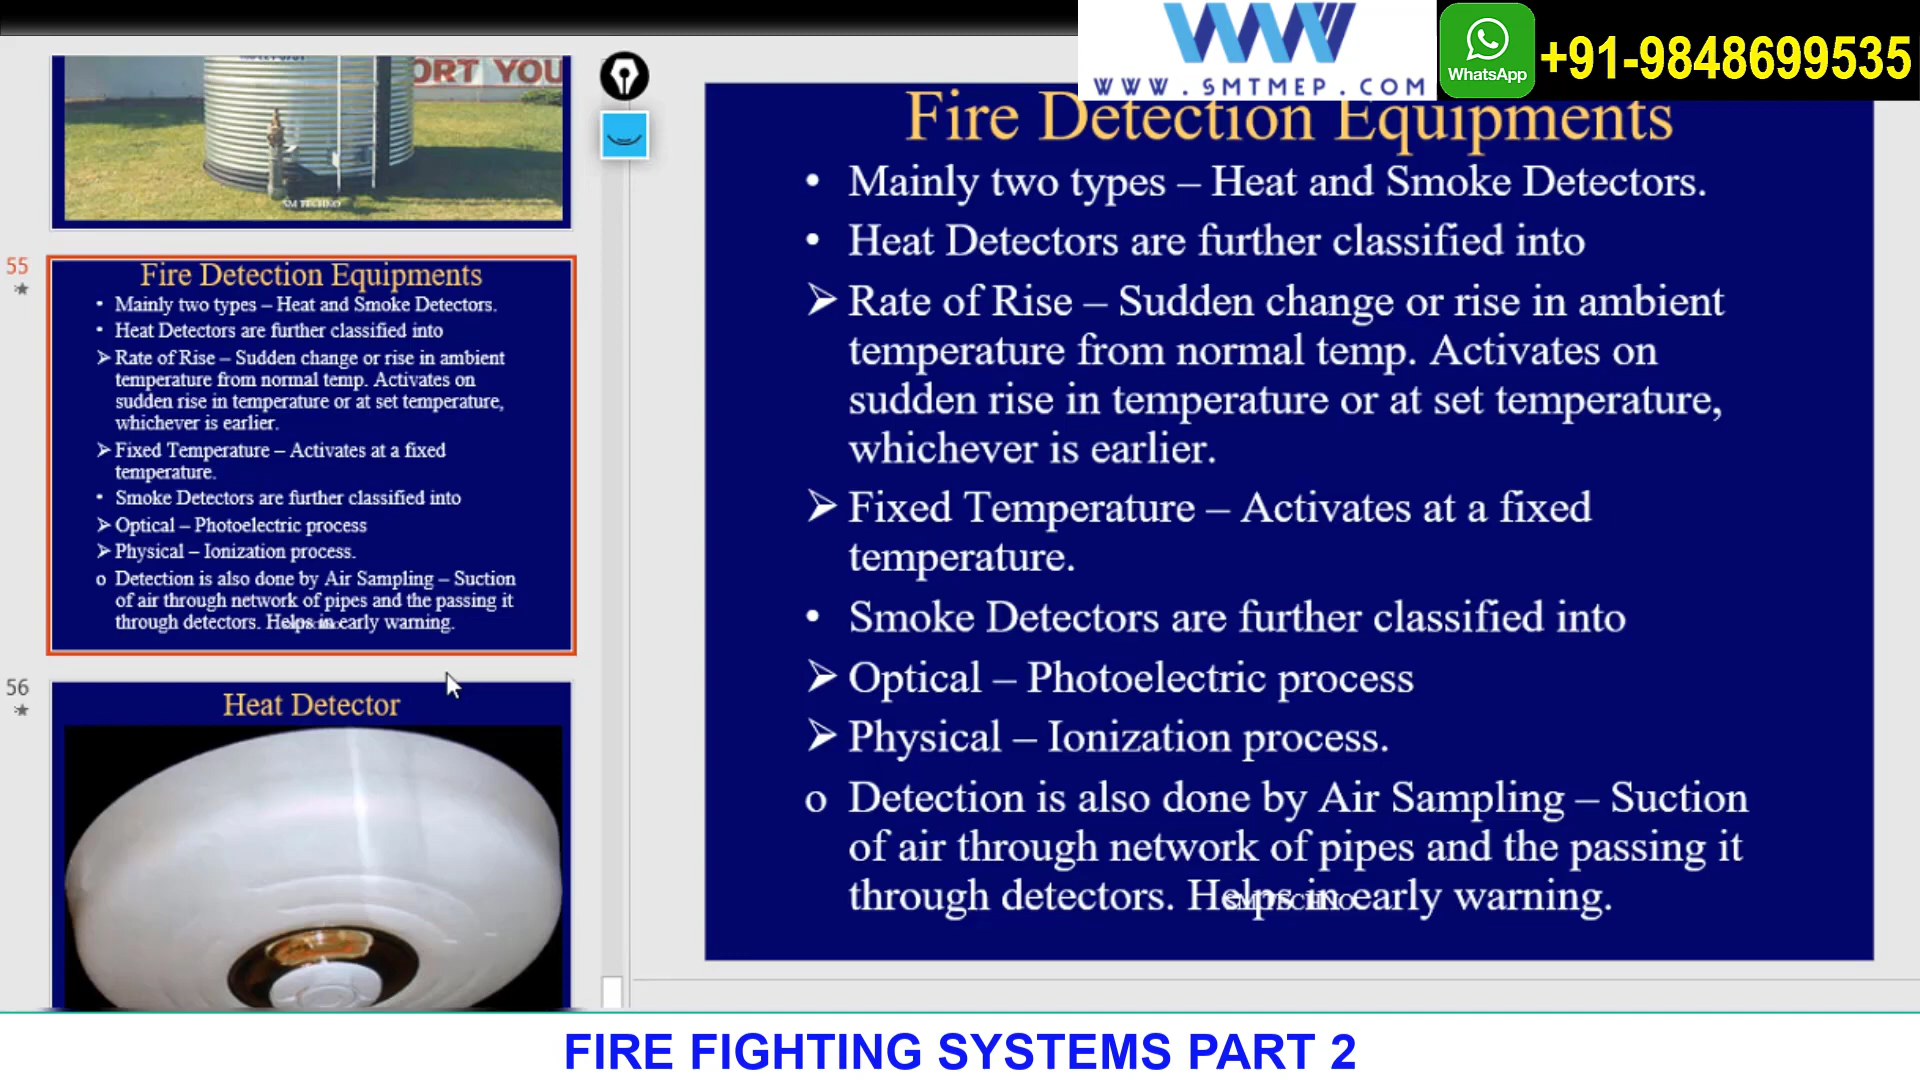 WWW.SMTMEP.COM
WhatsApp
+91-9848699535
ORT YOU
SM TECHNO
55
Fire Detection Equipments
• Mainly two types – Heat and Smoke Detectors.
• Heat Detectors are further classified into
➢ Rate of Rise – Sudden change or rise in ambient
temperature from normal temp. Activates on
sudden rise in temperature or at set temperature,
whichever is earlier.
➢ Fixed Temperature – Activates at a fixed
temperature.
• Smoke Detectors are further classified into
➢ Optical – Photoelectric process
➢ Physical – Ionization process.
o Detection is also done by Air Sampling – Suction
of air through network of pipes and the passing it
through detectors. Helps in early warning.
56
Heat Detector
Fire Detection Equipments
• Mainly two types – Heat and Smoke Detectors.
• Heat Detectors are further classified into
➢ Rate of Rise – Sudden change or rise in ambient
temperature from normal temp. Activates on
sudden rise in temperature or at set temperature,
whichever is earlier.
➢ Fixed Temperature – Activates at a fixed
temperature.
• Smoke Detectors are further classified into
➢ Optical – Photoelectric process
➢ Physical – Ionization process.
o Detection is also done by Air Sampling – Suction
of air through network of pipes and the passing it
through detectors. Helps in early warning.
SM TECHNO
FIRE FIGHTING SYSTEMS PART 2